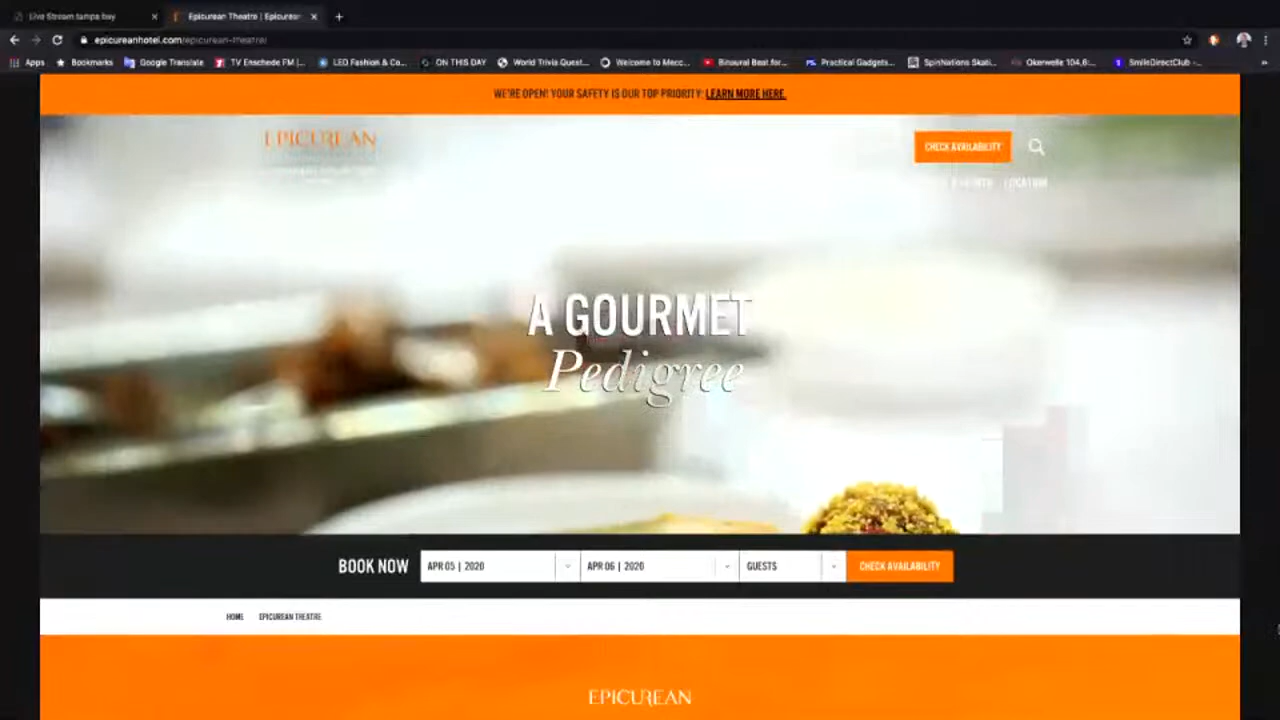 Live Stream tampa bay
Epicurean Theatre | Epicurean
epicureanhotel.com/epicurean-theatre/
Apps Bookmarks Google Translate TV Enschede FM |... LEO Fashion & Co... ON THIS DAY World Trivia Quest... Welcome to Mecc... Binaural Beat for... Practical Gadgets... SpinNations Skati... Okerwelle 104,6:... SmileDirectClub -...
WE'RE OPEN! YOUR SAFETY IS OUR TOP PRIORITY: LEARN MORE HERE.
EPICUREAN
CHECK AVAILABILITY
LOCATION
A GOURMET
Pedigree
BOOK NOW APR 05 | 2020 APR 06 | 2020 GUESTS CHECK AVAILABILITY
HOME EPICUREAN THEATRE
EPICUREAN